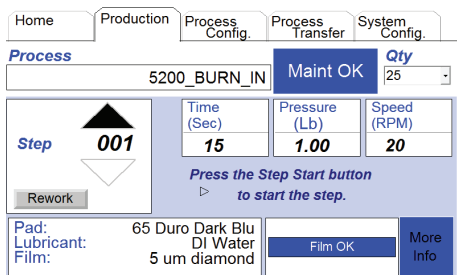 Home Production Process Config. Process Transfer System Config.
Process Qty
5200_BURN_IN Maint OK 25
Step 001
Time (Sec) Pressure (Lb) Speed (RPM)
15 1.00 20
Press the Step Start button
to start the step.
Rework
Pad: 65 Duro Dark Blu
Lubricant: DI Water
Film: 5 um diamond
Film OK
More
Info